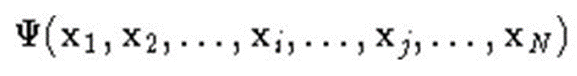 Ψ(x₁, x₂, ..., xᵢ, ..., xⱼ, ..., x_N)